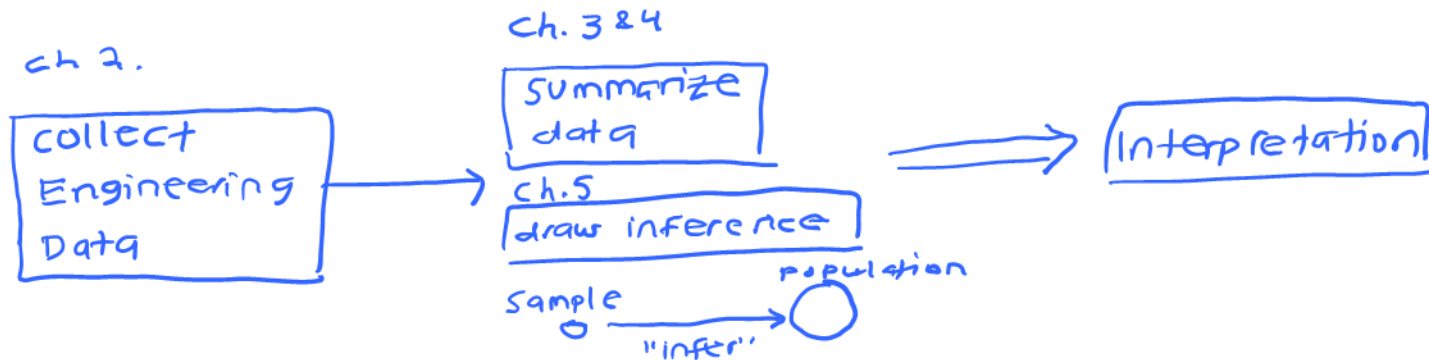 ch 2.
collect
Engineering
Data
Ch. 3 & 4
summarize
data
Ch.5
draw inference
sample
population
"infer"
Interpretation